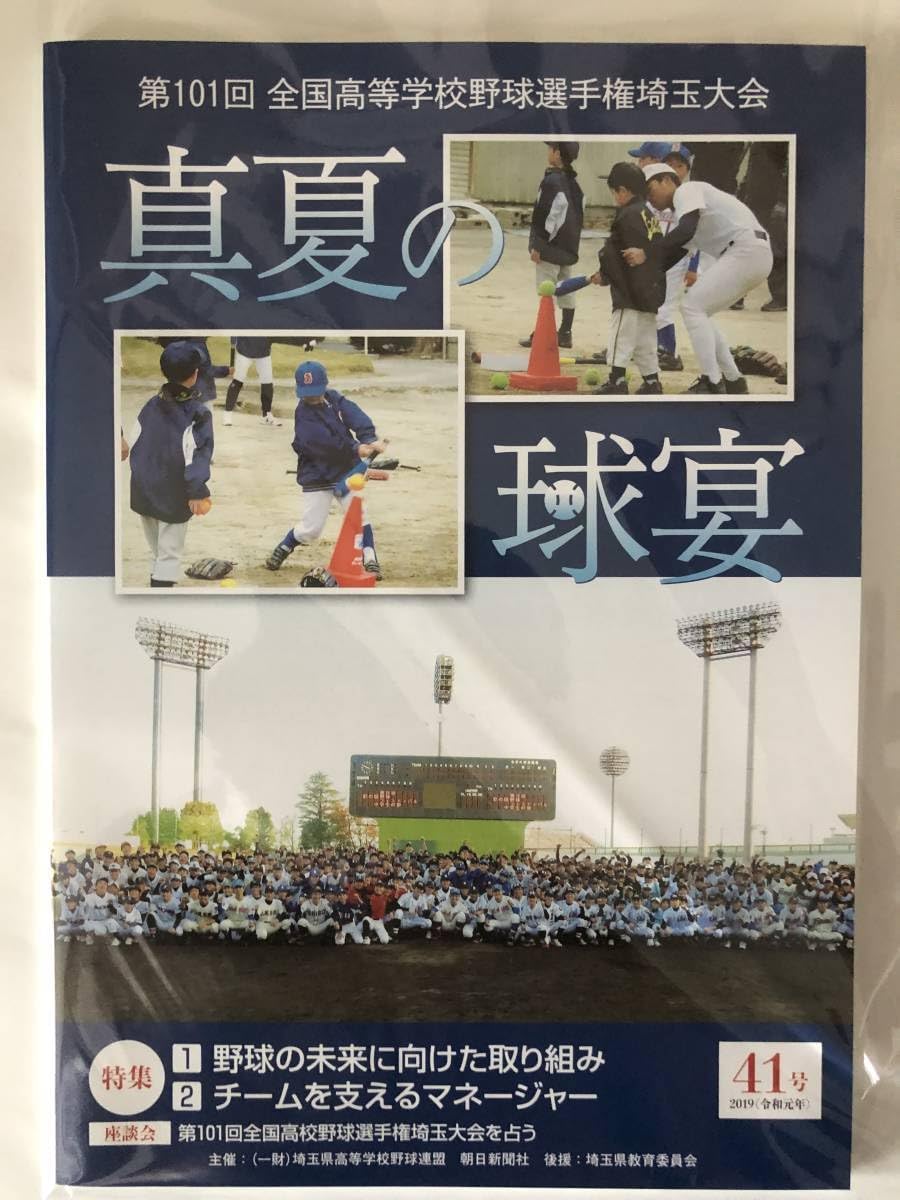 第101回 全国高等学校野球選手権埼玉大会
真夏の
球宴
特集
1 野球の未来に向けた取り組み
2 チームを支えるマネージャー
41号
2019(令和元年)
座談会 第101回全国高校野球選手権埼玉大会を占う
主催：(一財)埼玉県高等学校野球連盟 朝日新聞社 後援：埼玉県教育委員会